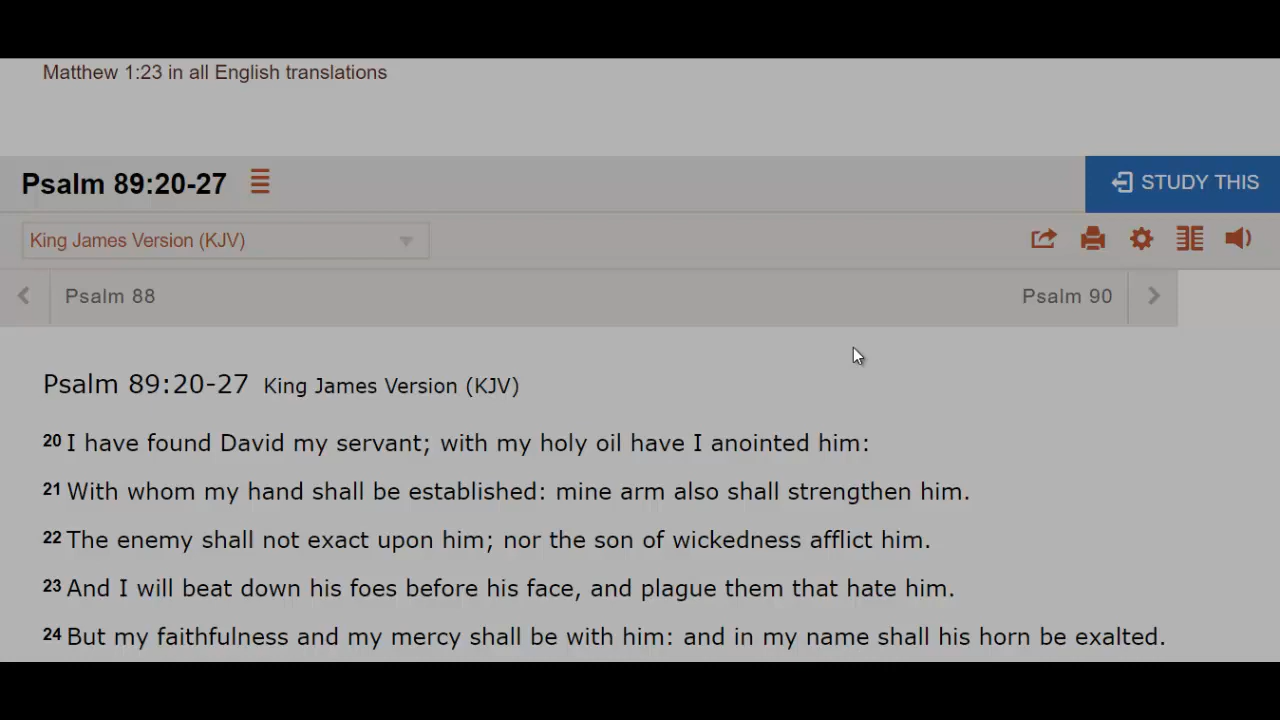 Matthew 1:23 in all English translations
Psalm 89:20-27
STUDY THIS
King James Version (KJV)
Psalm 88
Psalm 90
Psalm 89:20-27 King James Version (KJV)
20 I have found David my servant; with my holy oil have I anointed him:
21 With whom my hand shall be established: mine arm also shall strengthen him.
22 The enemy shall not exact upon him; nor the son of wickedness afflict him.
23 And I will beat down his foes before his face, and plague them that hate him.
24 But my faithfulness and my mercy shall be with him: and in my name shall his horn be exalted.